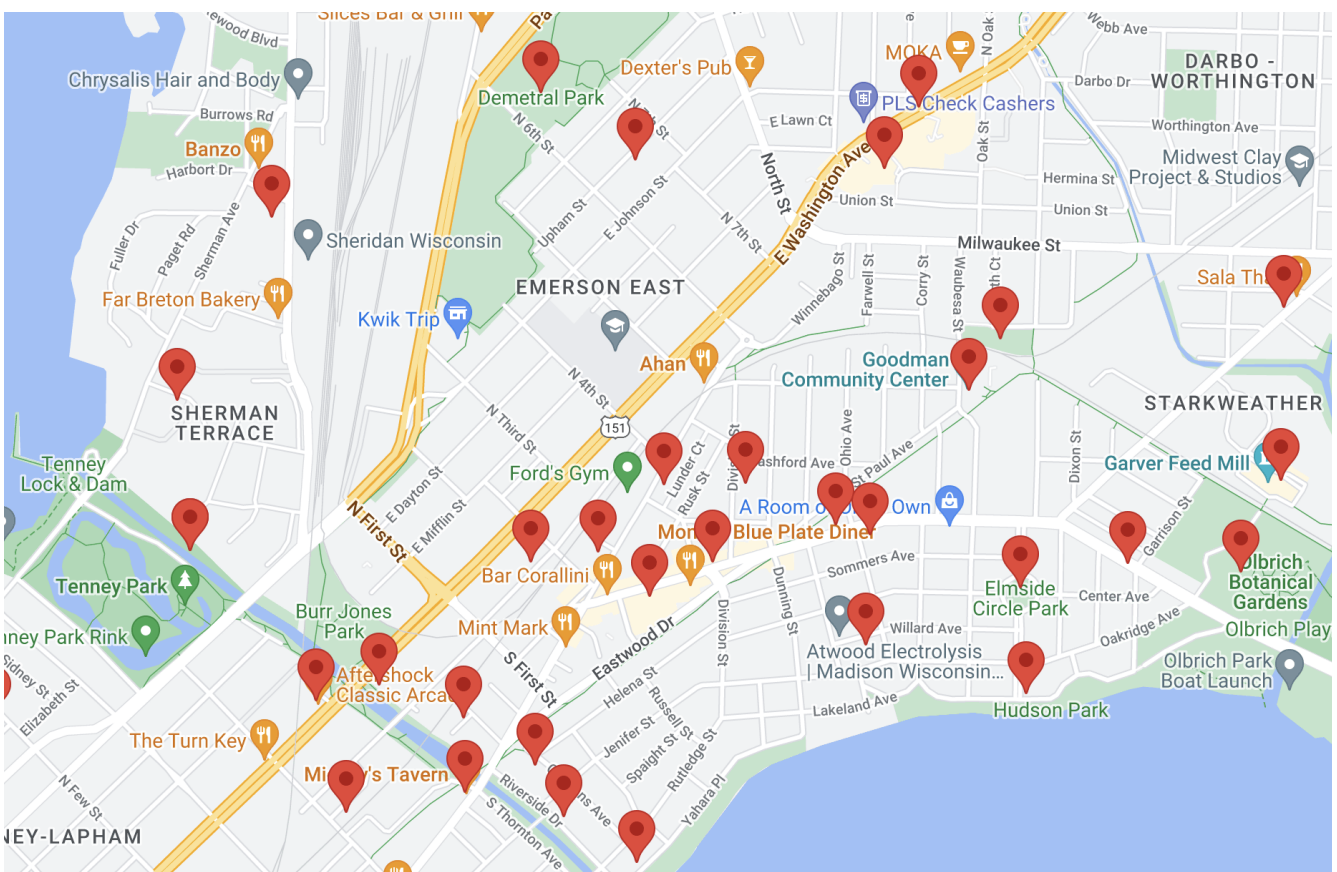 Slices Bar & Grill
Webb Ave
N Oak
MOKA
DARBO -
WORTHINGTON
Chrysalis Hair and Body
Dexter's Pub
Darbo Dr
Demetral Park
PLS Check Cashers
Burrows Rd
N 6th St
E Lawn Ct
Worthington Ave
Oak St
Banzo
Harbort Dr
North St
E Washington Ave
Midwest Clay
Project & Studios
Hermina St
Union St
Union St
Fuller Dr
Paget Rd
Sherman Ave
Upham St
E Johnson St
N 7th St
Sheridan Wisconsin
Milwaukee St
Far Breton Bakery
EMERSON EAST
Winnebago St
Farwell St
Corry St
Waubesa St
Sala
Kwik Trip
Ahan
Goodman
Community Center
N 4th St
151
SHERMAN
TERRACE
N Third St
STARKWEATHER
Ohio Ave
St Paul Ave
Dixon St
Tenney
Lock & Dam
Ford's Gym
Lunder Ct
Rusk St
Garver Feed Mill
E Dayton St
E Mifflin St
N First St
A Room
Own
Garrison St
Blue Plate Diner
Bar Corallini
Sommers Ave
Tenney Park
Burr Jones
Park
Elmside
Circle Park
Center Ave
Olbrich
Botanical
Gardens
Mint Mark
Eastwood Dr
Division St
Dunning St
Willard Ave
Oakridge Ave
Olbrich Play
Park Rink
Sidney St
Elizabeth St
Classic
S First St
Helena St
Russell St
Atwood Electrolysis
| Madison Wisconsin...
Olbrich Park
Boat Launch
Lakeland Ave
Hudson Park
The Turn Key
Jenifer St
Spaight St
Rutledge St
Tavern
N Few St
Riverside Dr
Yahara Pl
S Thornton Ave
NEY-LAPHAM